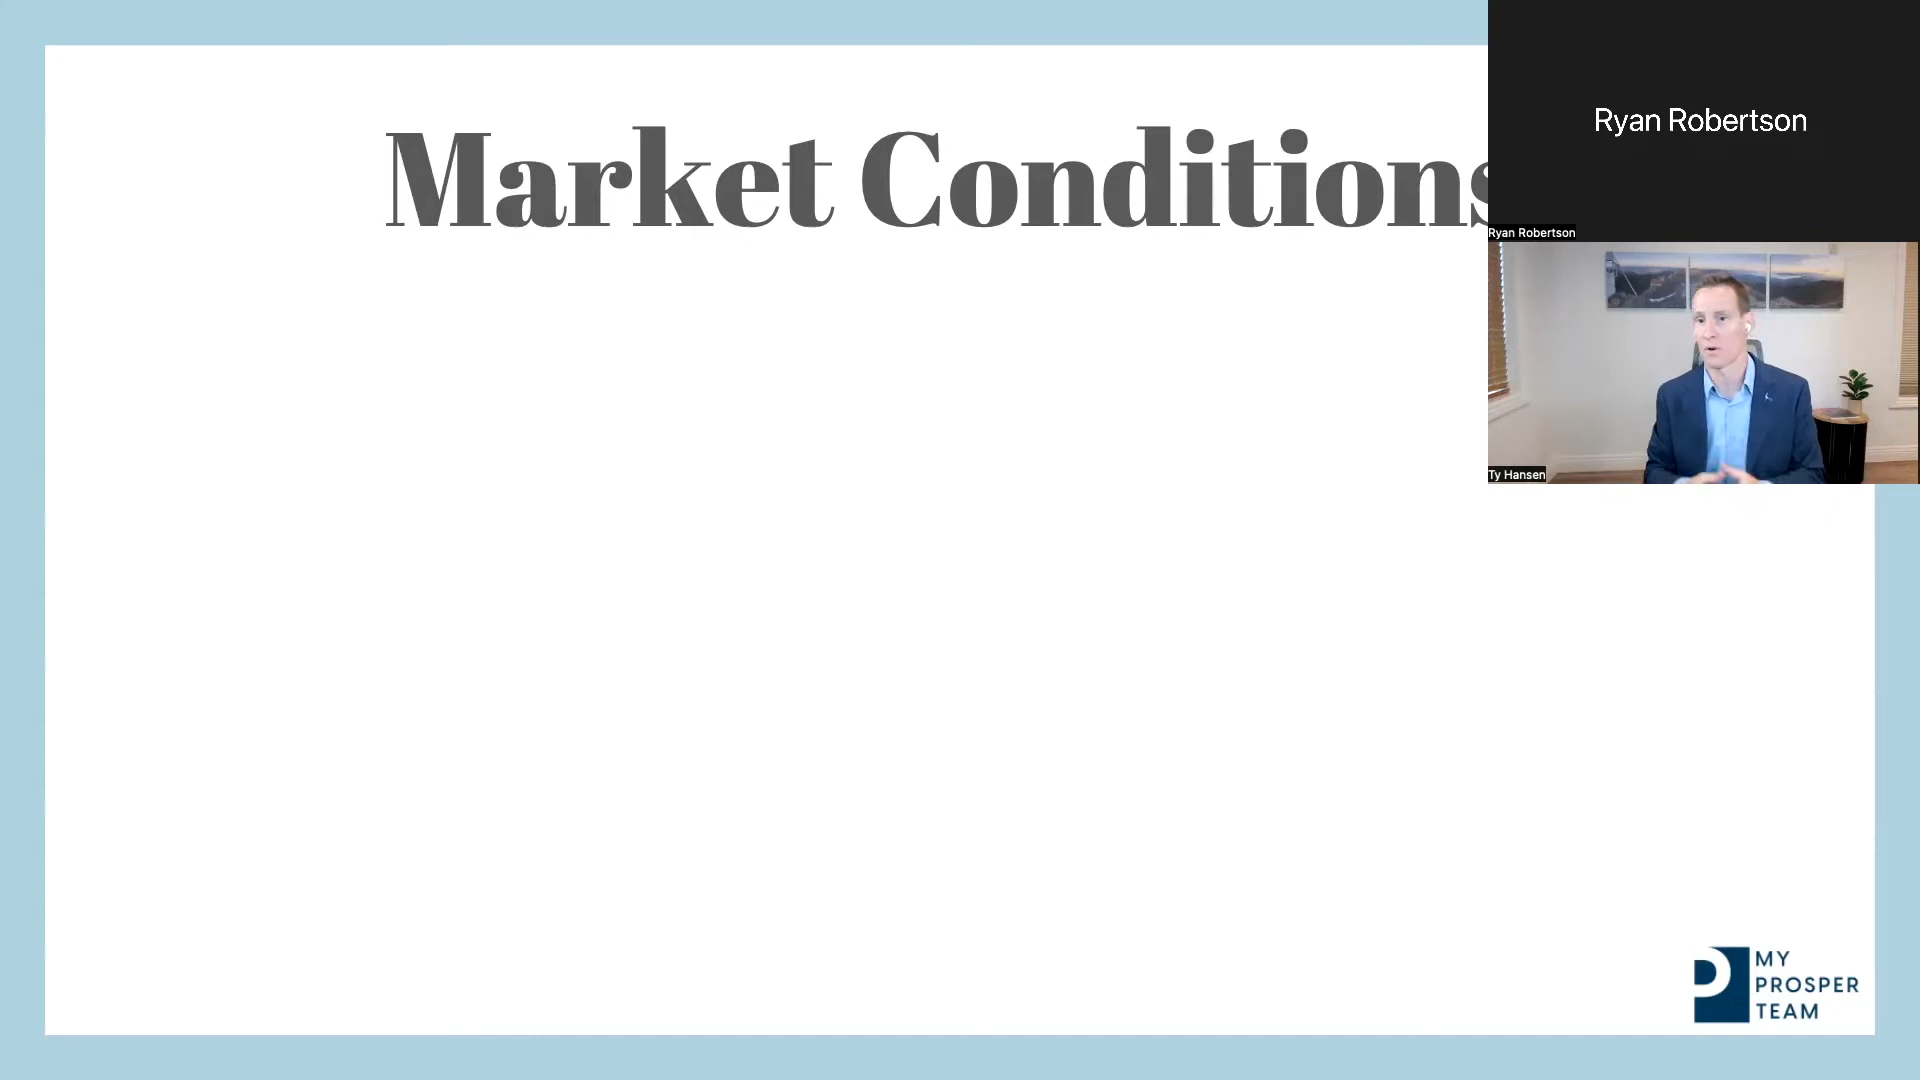 Market Conditions
Ryan Robertson
Ryan Robertson
Ty Hansen
MY
PROSPER
TEAM